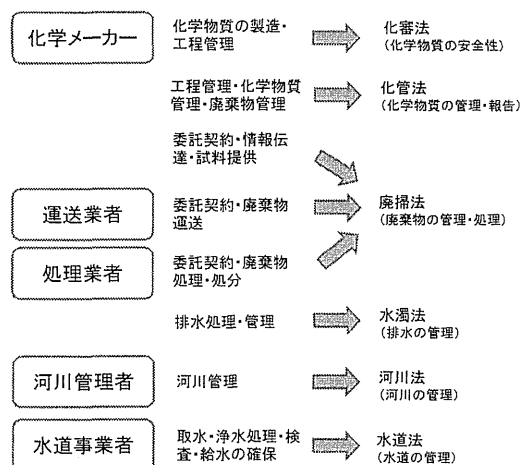 化学メーカー
化学物質の製造・
工程管理
化審法
(化学物質の安全性)
工程管理・化学物質
管理・廃棄物管理
化管法
(化学物質の管理・報告)
委託契約・情報伝
達・試料提供
運送業者
委託契約・廃棄物
運送
廃掃法
(廃棄物の管理・処理)
処理業者
委託契約・廃棄物
処理・処分
排水処理・管理
水濁法
(排水の管理)
河川管理者
河川管理
河川法
(河川の管理)
水道事業者
取水・浄水処理・検
査・給水の確保
水道法
(水道の管理)